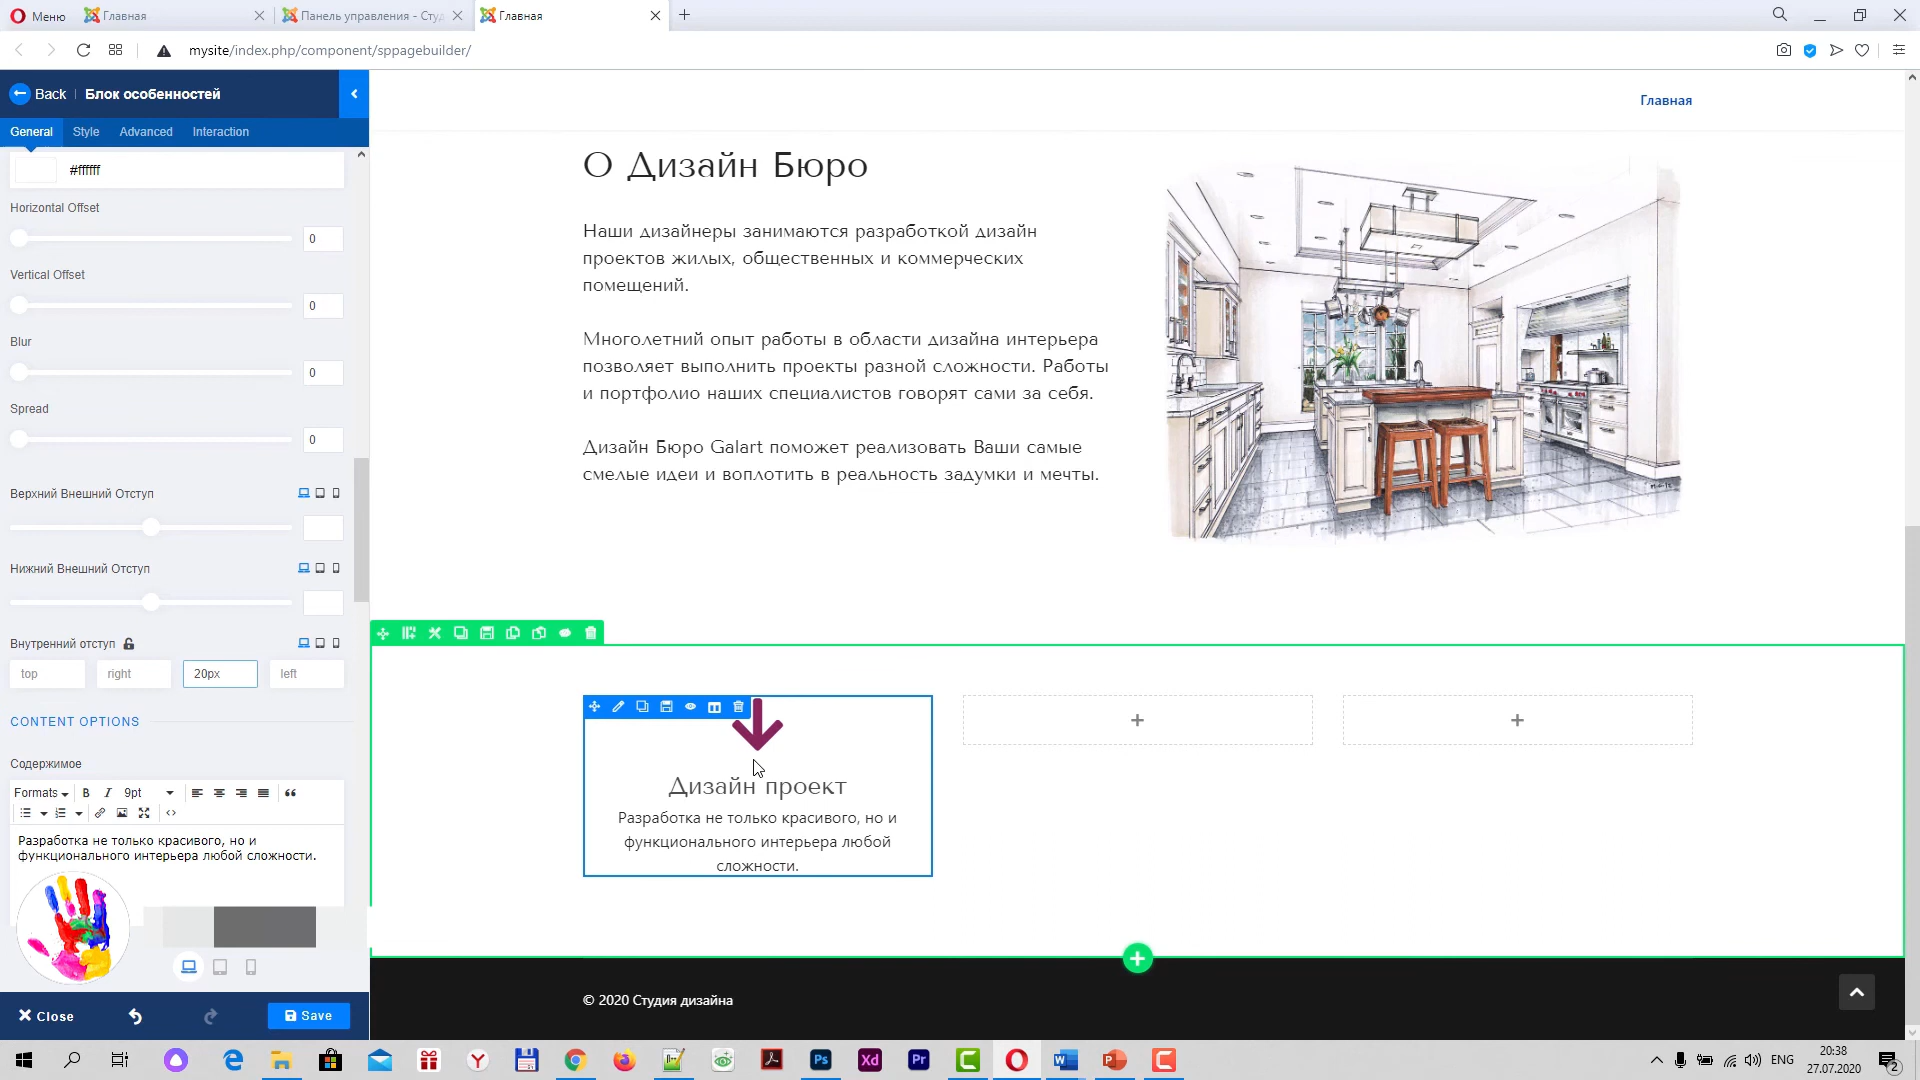 Меню
Главная
Панель управления - Студ
Главная
mysite/index.php/component/sppagebuilder/
Back
Блок особенностей
General
Style
Advanced
Interaction
#ffffff
Horizontal Offset
0
Vertical Offset
0
Blur
0
Spread
0
Верхний Внешний Отступ
Нижний Внешний Отступ
Внутренний отступ
top
right
20px
left
CONTENT OPTIONS
Содержимое
Formats
B
I
9pt
Разработка не только красивого, но и
функционального интерьера любой сложности.
Close
Save
Главная
О Дизайн Бюро
Наши дизайнеры занимаются разработкой дизайн
проектов жилых, общественных и коммерческих
помещений.
Многолетний опыт работы в области дизайна интерьера
позволяет выполнить проекты разной сложности. Работы
и портфолио наших специалистов говорят сами за себя.
Дизайн Бюро Galart поможет реализовать Ваши самые
смелые идеи и воплотить в реальность задумки и мечты.
Дизайн проект
Разработка не только красивого, но и
функционального интерьера любой
сложности.
© 2020 Студия дизайна
ENG
20:38
27.07.2020
2